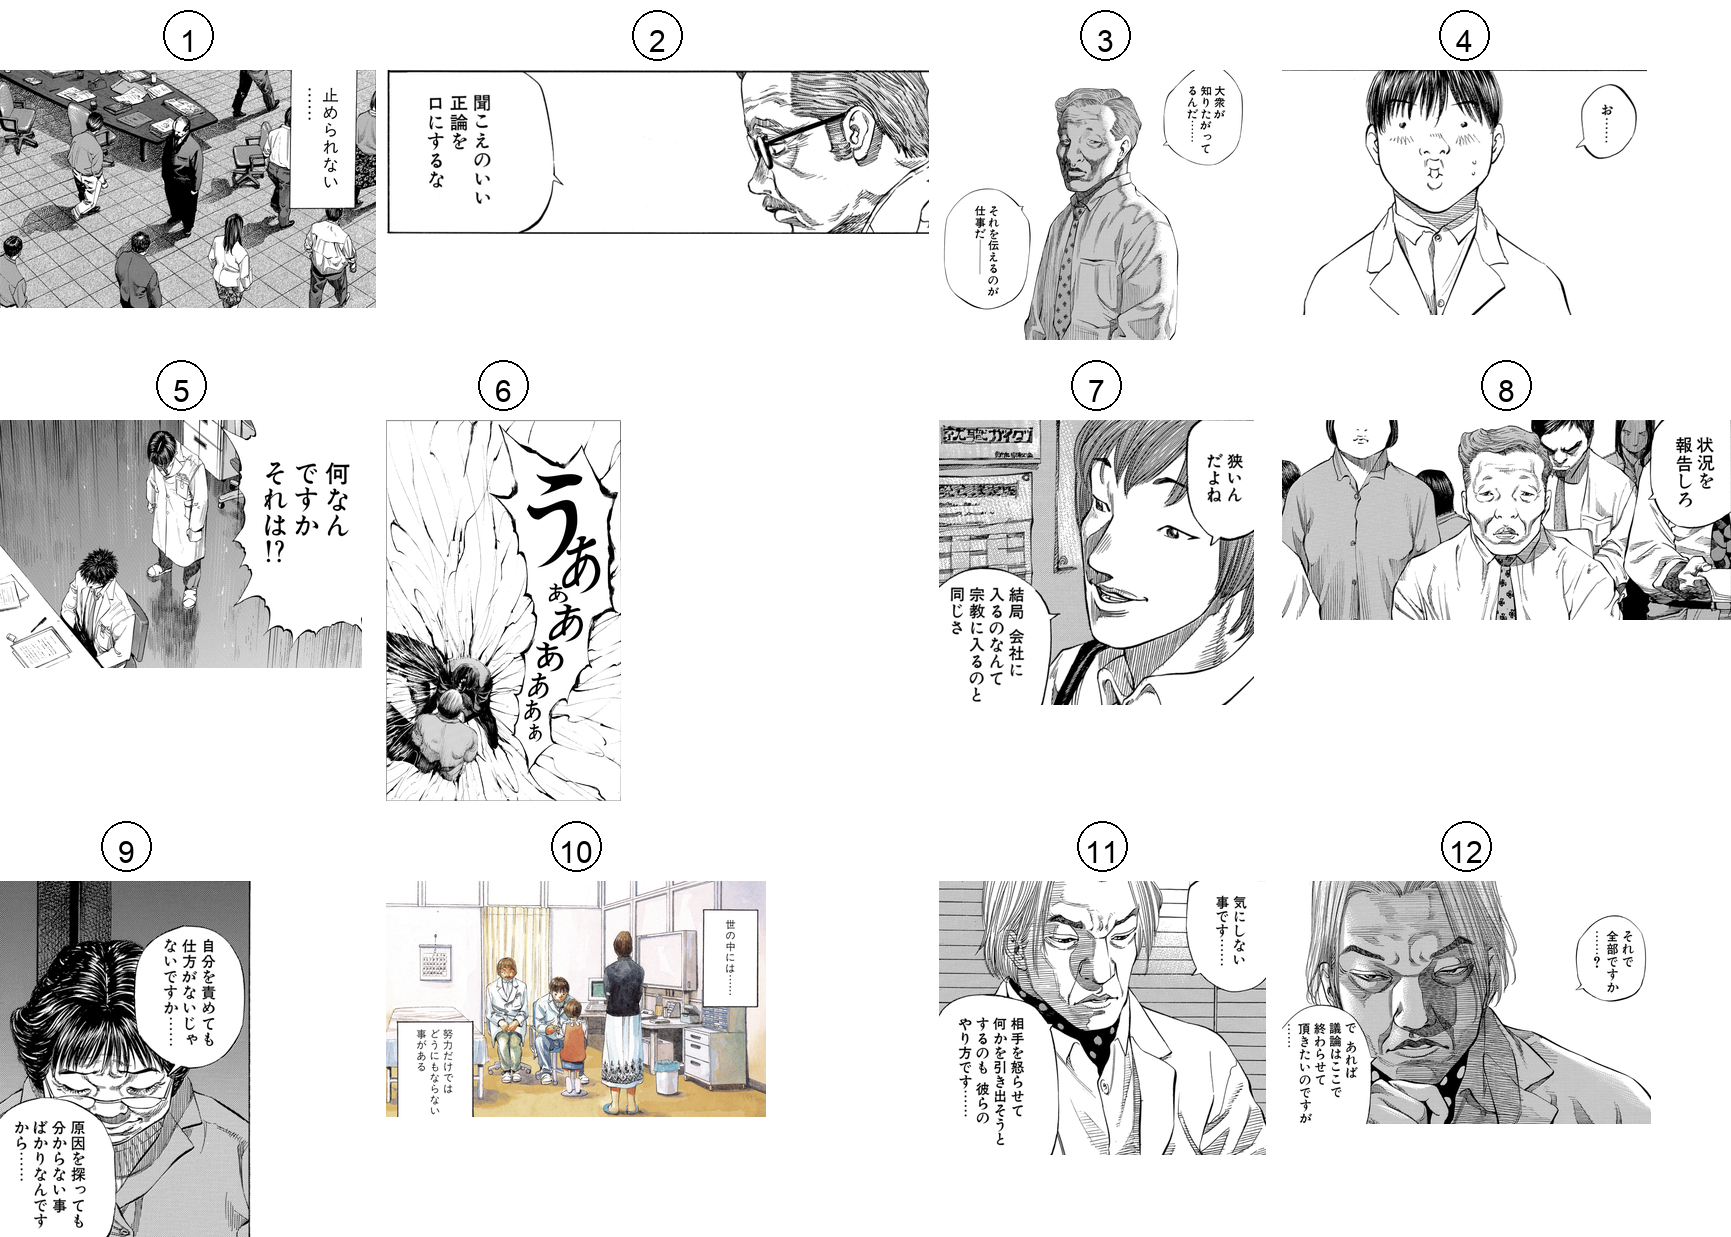 1
止められない
……
2
聞こえのいい
正論を
口にするな
3
大衆が
知りたがって
るんだ……
それを伝えるのが
仕事だ――
4
お……
5
何なん
ですか
それは!?
6
うあぁあああああぁ
7
狭いん
だよね
結局 会社に
入るのなんて
宗教に入るのと
同じさ
8
状況を
報告しろ
9
自分を責めても
仕方がないじゃ
ないですか……
原因を探っても
分からない事
ばかりなんです
から……
10
世の中には……
努力だけでは
どうにもならない
事がある
11
気にしない
事です……
相手を怒らせて
何かを引き出そうと
するのも 彼らの
やり方です……
12
それで
全部ですか
……?
で あれば
議論はここで
終わらせて
頂きたいのですが
……